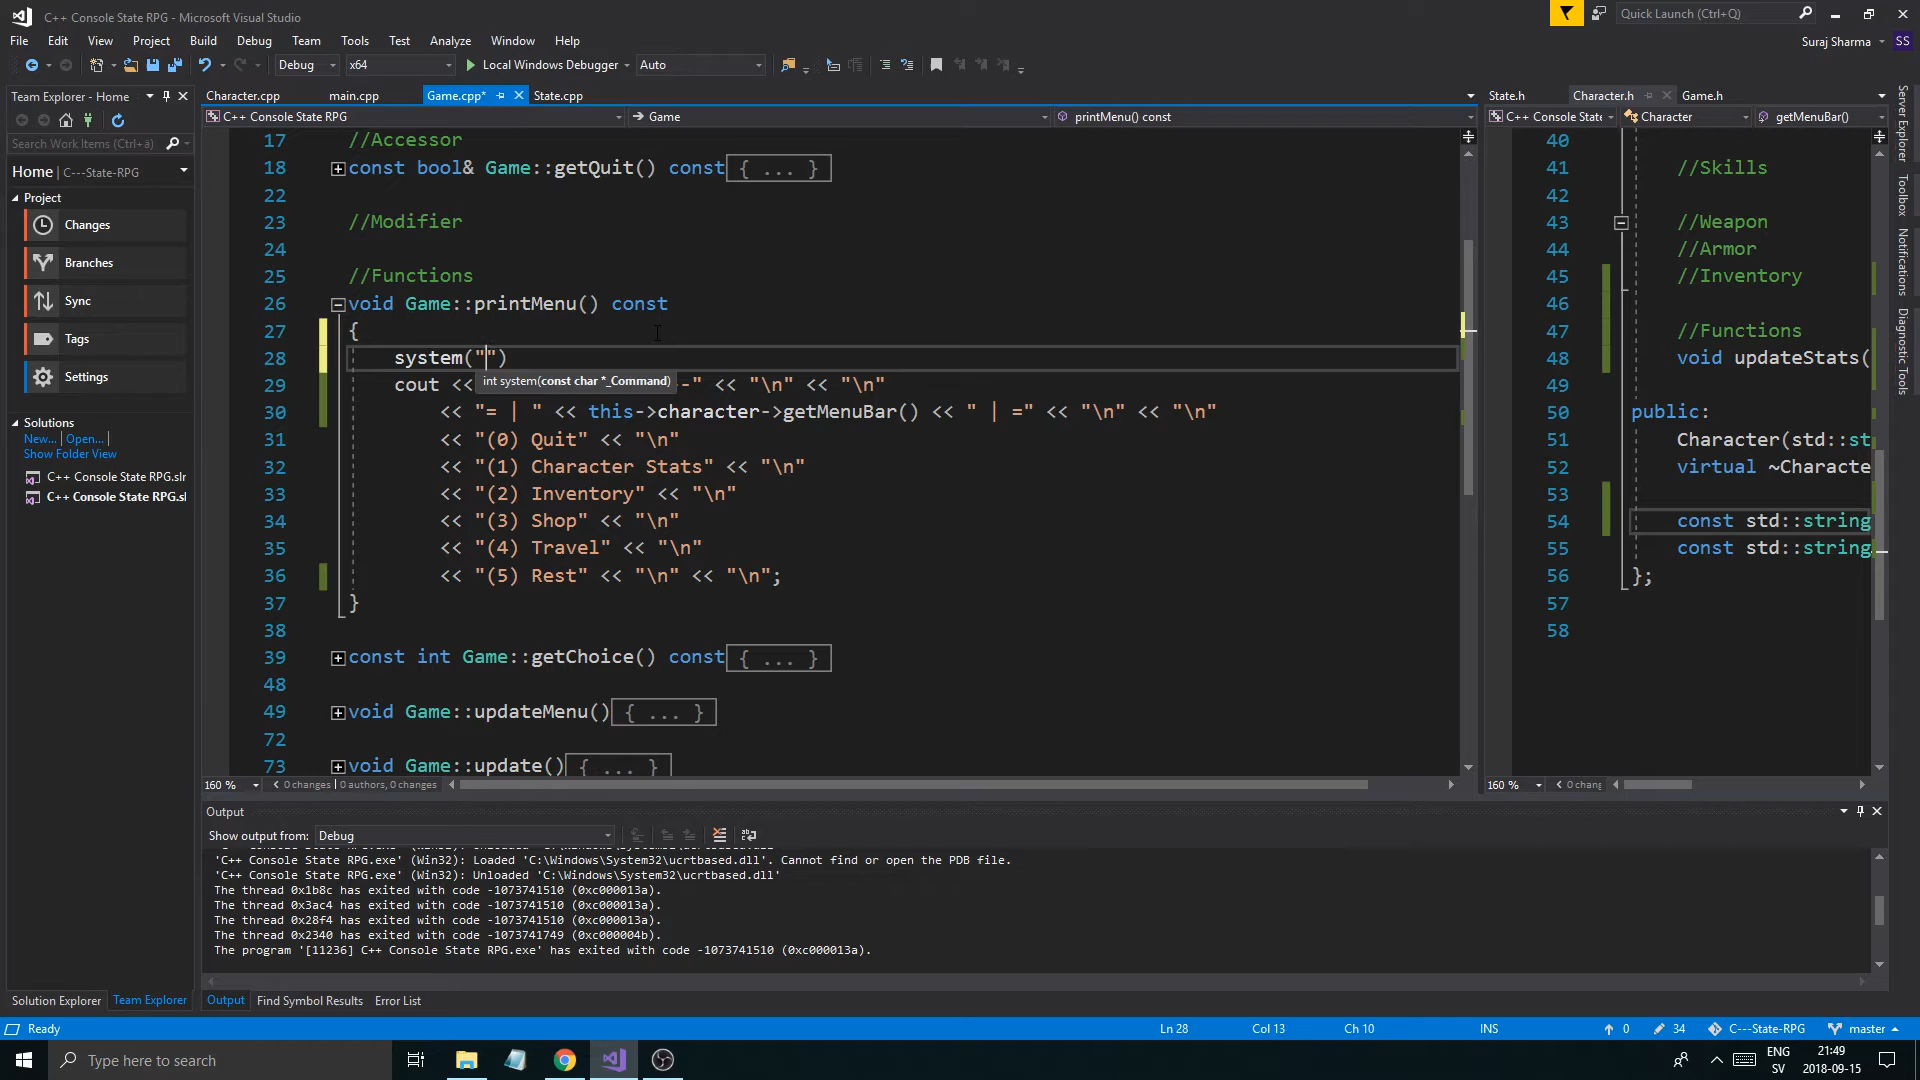 C++ Console State RPG - Microsoft Visual Studio
Quick Launch (Ctrl+Q)
File Edit View Project Build Debug Team Tools Test Analyze Window Help
Suraj Sharma SS
Debug x64 Local Windows Debugger Auto
Team Explorer - Home
Search Work Items (Ctrl+ä)
Home | C---State-RPG
Project
Changes
Branches
Sync
Tags
Settings
Solutions
New... | Open... |
Show Folder View
C++ Console State RPG.slr
C++ Console State RPG.sl
Solution Explorer Team Explorer
Character.cpp main.cpp Game.cpp* State.cpp
C++ Console State RPG Game printMenu() const
17 //Accessor
18 const bool& Game::getQuit() const { ... }
22
23 //Modifier
24
25 //Functions
26 void Game::printMenu() const
27 {
28 system("")
int system(const char *_Command)
29 cout << -" << "\n" << "\n"
30 << "= | " << this->character->getMenuBar() << " | =" << "\n" << "\n"
31 << "(0) Quit" << "\n"
32 << "(1) Character Stats" << "\n"
33 << "(2) Inventory" << "\n"
34 << "(3) Shop" << "\n"
35 << "(4) Travel" << "\n"
36 << "(5) Rest" << "\n" << "\n";
37 }
38
39 const int Game::getChoice() const { ... }
48
49 void Game::updateMenu() { ... }
72
73 void Game::update() { ... }
160 % 0 changes | 0 authors, 0 changes
State.h Character.h Game.h
C++ Console Stat Character getMenuBar()
40
41 //Skills
42
43 //Weapon
44 //Armor
45 //Inventory
46
47 //Functions
48 void updateStats(
49
50 public:
51 Character(std::st
52 virtual ~Characte
53
54 const std::string
55 const std::string
56 };
57
58
160 % 0 chang
Server Explorer
Toolbox
Notifications
Diagnostic Tools
Output
Show output from: Debug
'C++ Console State RPG.exe' (Win32): Loaded 'C:\Windows\System32\ucrtbased.dll'. Cannot find or open the PDB file.
'C++ Console State RPG.exe' (Win32): Unloaded 'C:\Windows\System32\ucrtbased.dll'
The thread 0x1b8c has exited with code -1073741510 (0xc000013a).
The thread 0x3ac4 has exited with code -1073741510 (0xc000013a).
The thread 0x28f4 has exited with code -1073741510 (0xc000013a).
The thread 0x2340 has exited with code -1073741749 (0xc000004b).
The program '[11236] C++ Console State RPG.exe' has exited with code -1073741510 (0xc000013a).
Output Find Symbol Results Error List
Ready Ln 28 Col 13 Ch 10 INS 0 34 C---State-RPG master
Type here to search
ENG
SV
21:49
2018-09-15